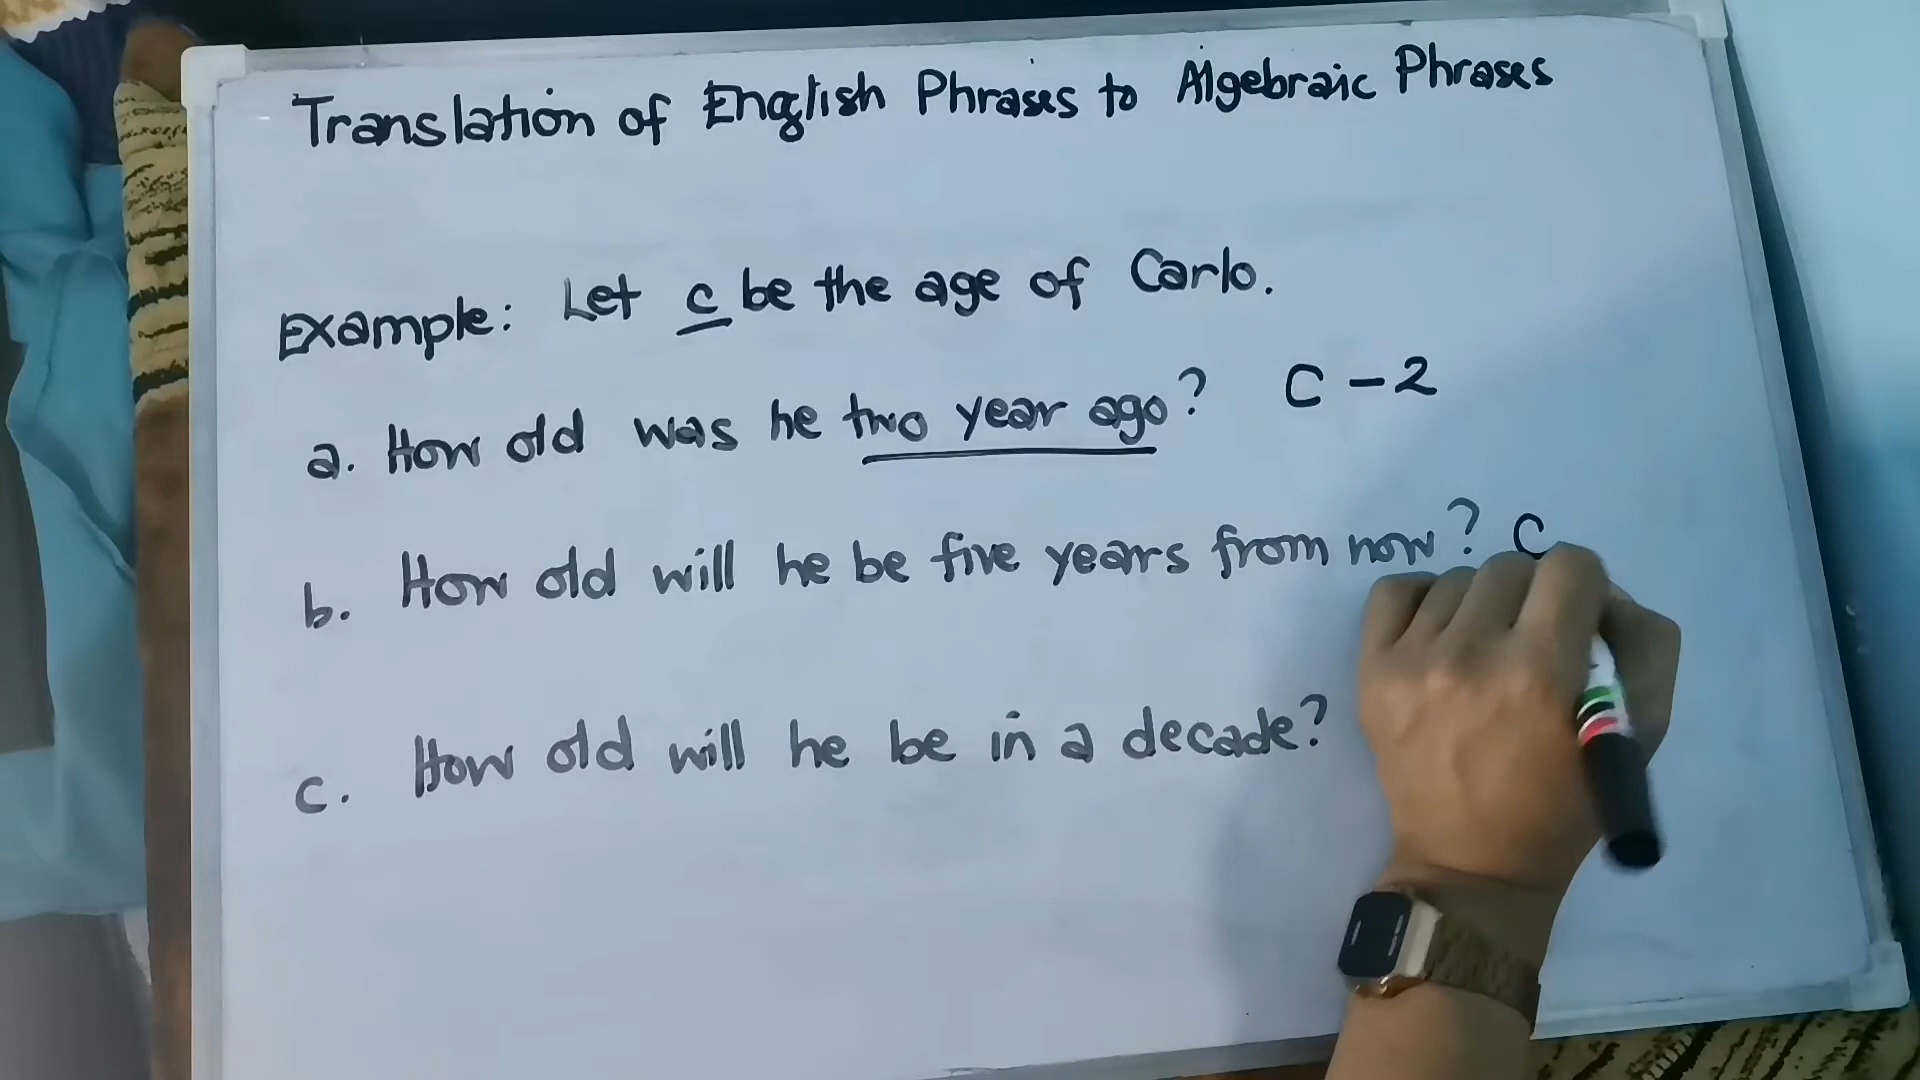 Translation of English Phrases to Algebraic Phrases
Example: Let c be the age of Carlo.
a. How old was he two year ago? C - 2
b. How old will he be five years from now? C
c. How old will he be in a decade?